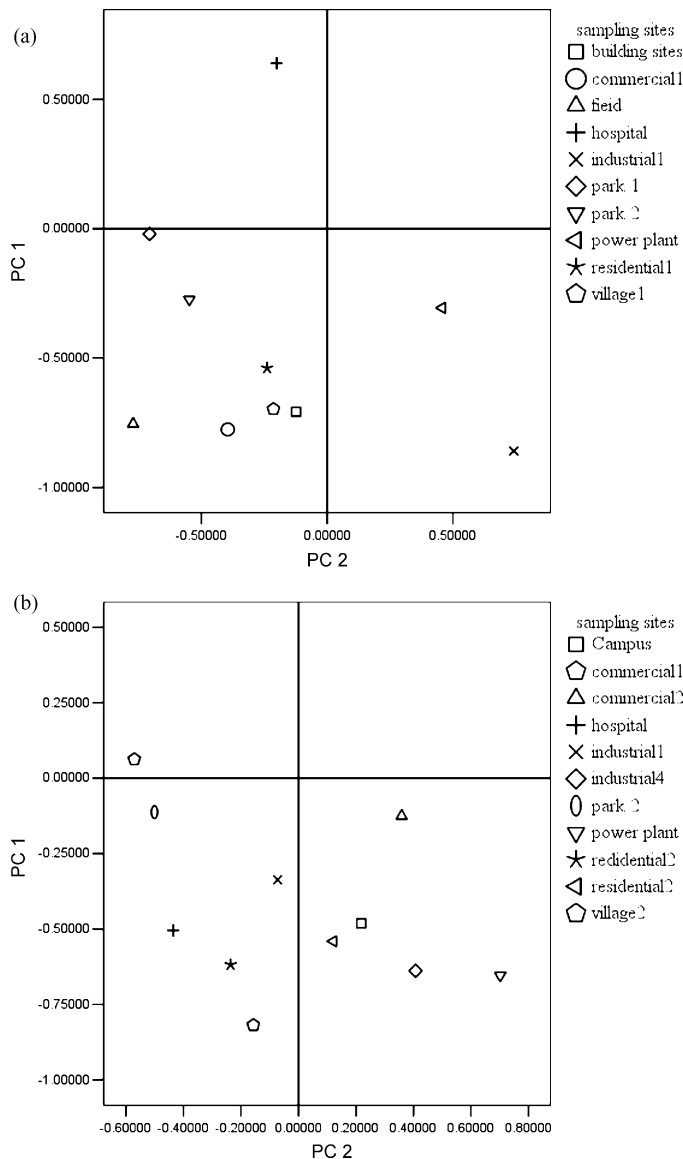 (a)
sampling sites
building sites
commercial1
fieid
hospital
industrial1
park 1
park 2
power plant
residential1
village1
0.50000
0.00000
-0.50000
-1.00000
PC 1
-0.50000 0.00000 0.50000
PC 2
(b)
sampling sites
Campus
commercial1
commercial2
hospital
industrial1
industrial4
park 2
power plant
redidential2
residential2
village2
0.50000
0.25000
0.00000
-0.25000
-0.50000
-0.75000
-1.00000
PC 1
-0.60000 -0.40000 -0.20000 0.00000 0.20000 0.40000 0.60000 0.80000
PC 2